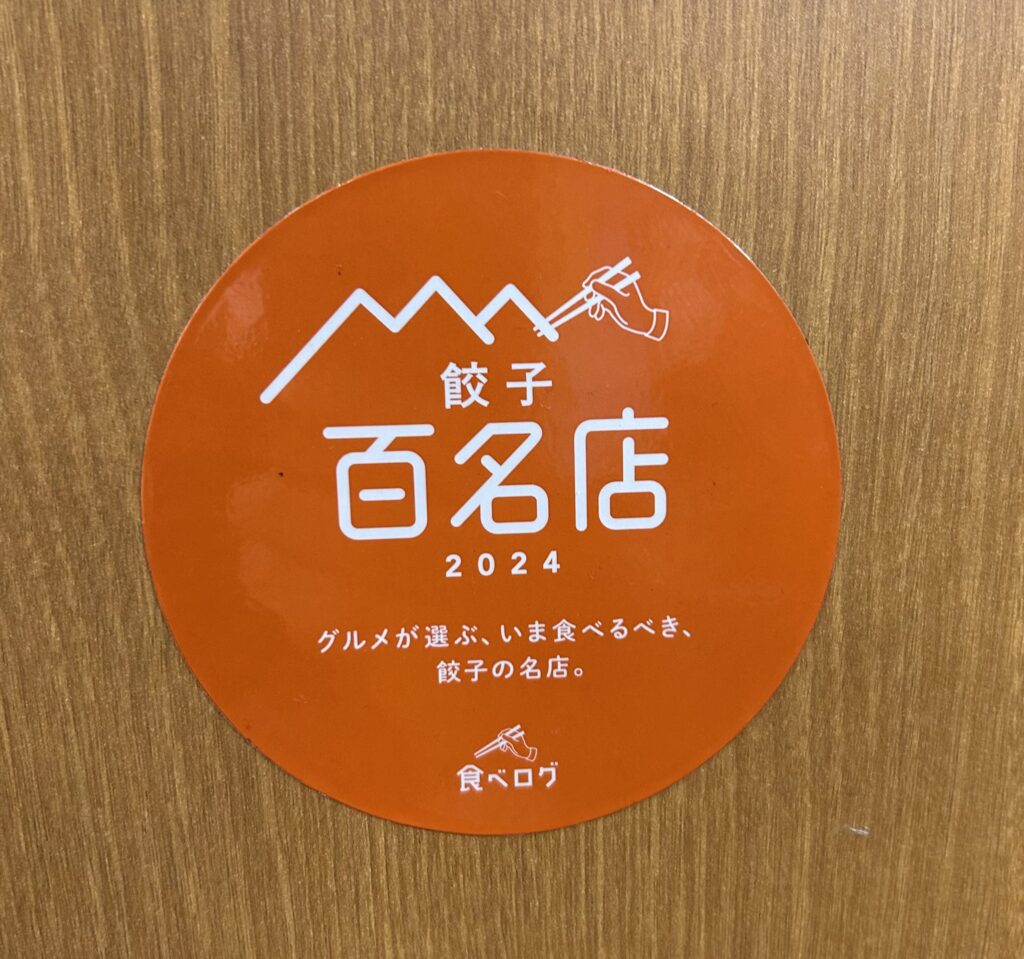 餃子
百名店
2024
グルメが選ぶ、いま食べるべき、
餃子の名店。
食べログ